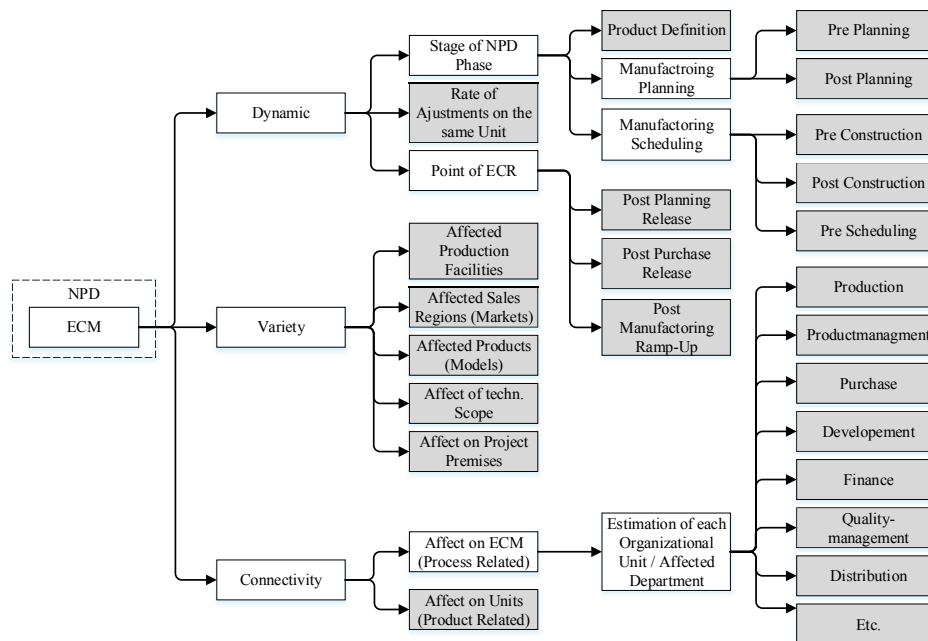 NPD
ECM
Dynamic
Variety
Connectivity
Stage of NPD
Phase
Rate of
Ajustments on the
same Unit
Point of ECR
Affected
Production
Facilities
Affected Sales
Regions (Markets)
Affected Products
(Models)
Affect of techn.
Scope
Affect on Project
Premises
Affect on ECM
(Process Related)
Affect on Units
(Product Related)
Product Definition
Manufactroing
Planning
Manufactoring
Scheduling
Post Planning
Release
Post Purchase
Release
Post
Manufactoring
Ramp-Up
Estimation of each
Organizational
Unit / Affected
Department
Pre Planning
Post Planning
Pre Construction
Post Construction
Pre Scheduling
Production
Productmanagment
Purchase
Developement
Finance
Quality-
management
Distribution
Etc.